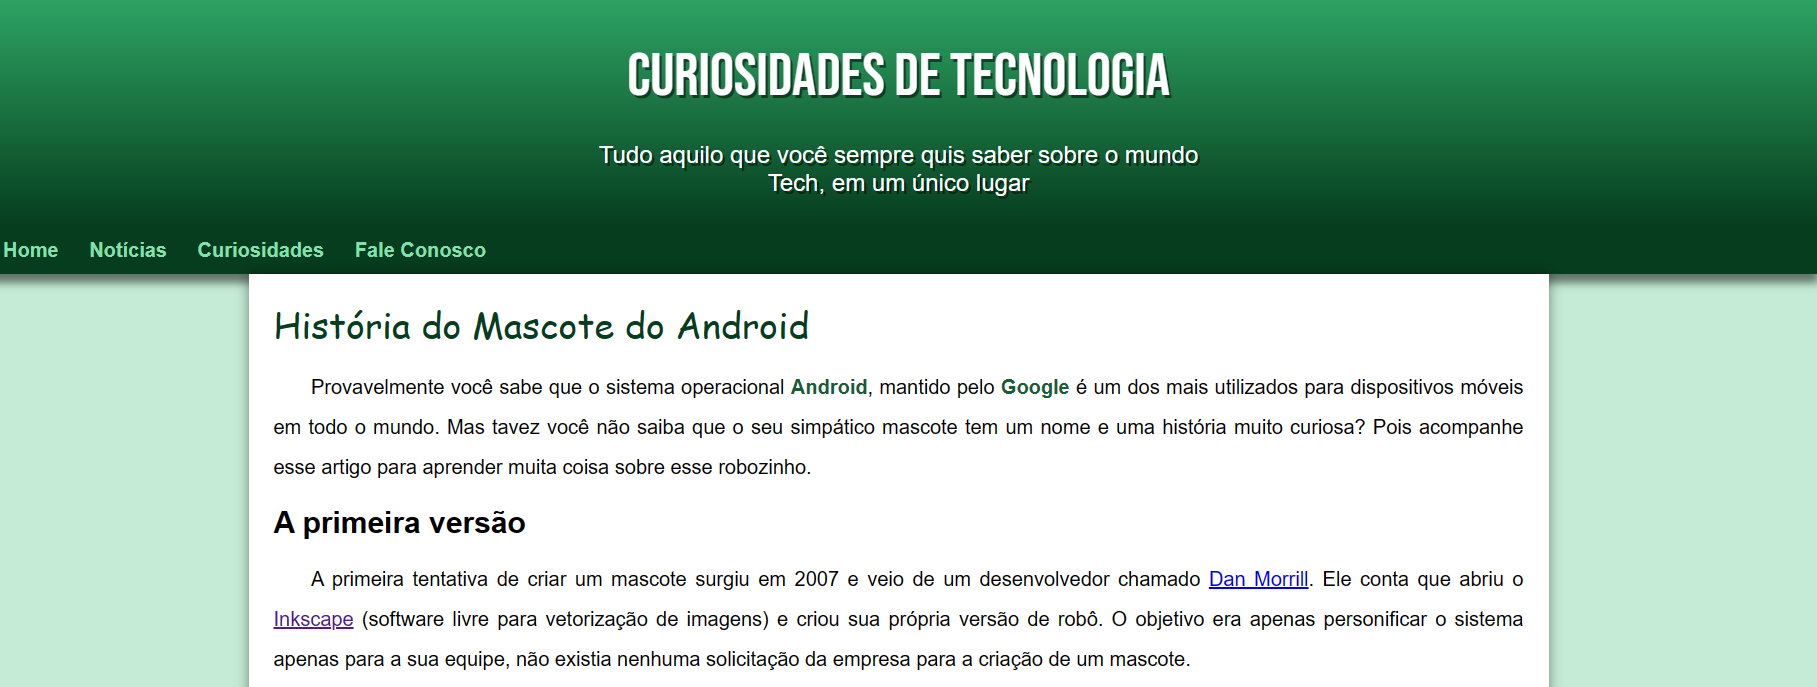 CURIOSIDADES DE TECNOLOGIA
Tudo aquilo que você sempre quis saber sobre o mundo
Tech, em um único lugar
Home Notícias Curiosidades Fale Conosco
História do Mascote do Android
Provavelmente você sabe que o sistema operacional Android, mantido pelo Google é um dos mais utilizados para dispositivos móveis
em todo o mundo. Mas tavez você não saiba que o seu simpático mascote tem um nome e uma história muito curiosa? Pois acompanhe
esse artigo para aprender muita coisa sobre esse robozinho.
A primeira versão
A primeira tentativa de criar um mascote surgiu em 2007 e veio de um desenvolvedor chamado Dan Morrill. Ele conta que abriu o
Inkscape (software livre para vetorização de imagens) e criou sua própria versão de robô. O objetivo era apenas personificar o sistema
apenas para a sua equipe, não existia nenhuma solicitação da empresa para a criação de um mascote.